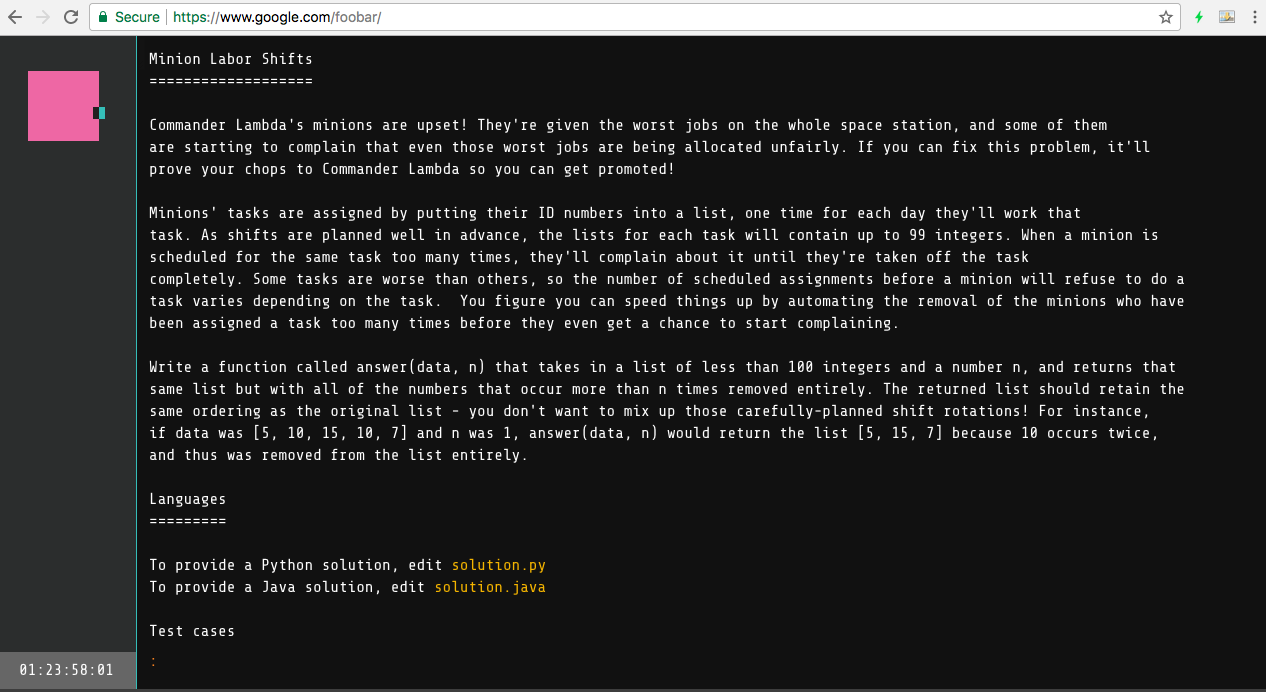 Secure | https://www.google.com/foobar/
Minion Labor Shifts
===================
Commander Lambda's minions are upset! They're given the worst jobs on the whole space station, and some of them
are starting to complain that even those worst jobs are being allocated unfairly. If you can fix this problem, it'll
prove your chops to Commander Lambda so you can get promoted!
Minions' tasks are assigned by putting their ID numbers into a list, one time for each day they'll work that
task. As shifts are planned well in advance, the lists for each task will contain up to 99 integers. When a minion is
scheduled for the same task too many times, they'll complain about it until they're taken off the task
completely. Some tasks are worse than others, so the number of scheduled assignments before a minion will refuse to do a
task varies depending on the task.  You figure you can speed things up by automating the removal of the minions who have
been assigned a task too many times before they even get a chance to start complaining.
Write a function called answer(data, n) that takes in a list of less than 100 integers and a number n, and returns that
same list but with all of the numbers that occur more than n times removed entirely. The returned list should retain the
same ordering as the original list - you don't want to mix up those carefully-planned shift rotations! For instance,
if data was [5, 10, 15, 10, 7] and n was 1, answer(data, n) would return the list [5, 15, 7] because 10 occurs twice,
and thus was removed from the list entirely.
Languages
=========
To provide a Python solution, edit solution.py
To provide a Java solution, edit solution.java
Test cases
:
01:23:58:01